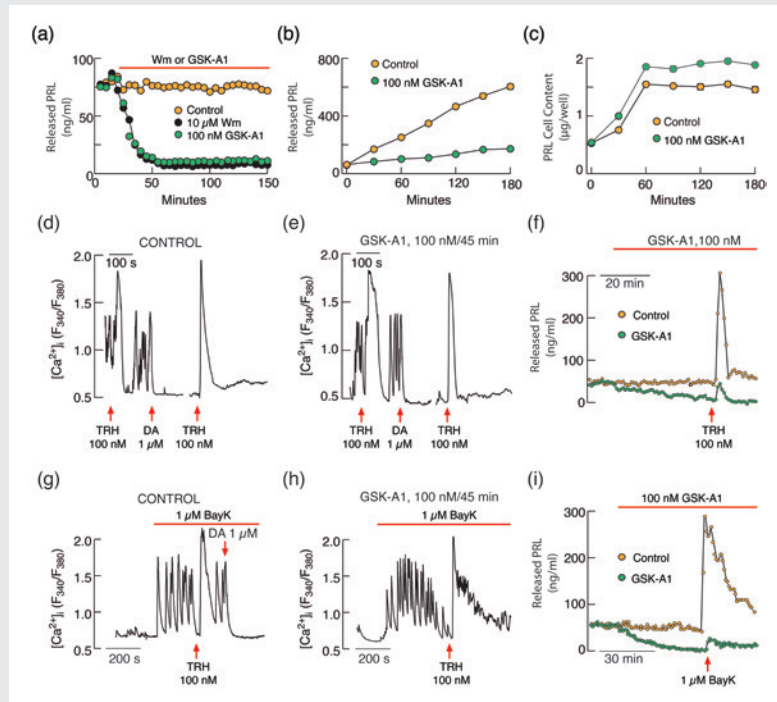 (a)
Wm or GSK-A1
100
50
0
Released PRL
(ng/ml)
Control
10 µM Wm
100 nM GSK-A1
0 50 100 150
Minutes
(b)
800
400
0
Released PRL
(ng/ml)
Control
100 nM GSK-A1
0 60 120 180
Minutes
(c)
2
1
0
PRL Cell Content
(µg/well)
Control
100 nM GSK-A1
0 60 120 180
Minutes
(d)
CONTROL
2.0
1.5
1.0
0.5
[Ca²⁺]i (F340/F380)
100 s
TRH
100 nM
DA
1 µM
TRH
100 nM
(e)
GSK-A1, 100 nM/45 min
2.0
1.5
1.0
0.5
[Ca²⁺]i (F340/F380)
100 s
TRH
100 nM
DA
1 µM
TRH
100 nM
(f)
GSK-A1,100 nM
20 min
300
200
100
50
0
Released PRL
(ng/ml)
Control
GSK-A1
TRH
100 nM
(g)
CONTROL
1 µM BayK
DA 1 µM
2.0
1.5
1.0
0.5
[Ca²⁺]i (F340/F380)
200 s
TRH
100 nM
(h)
GSK-A1, 100 nM/45 min
1 µM BayK
2.0
1.5
1.0
0.5
[Ca²⁺]i (F340/F380)
200 s
TRH
100 nM
(i)
100 nM GSK-A1
300
200
100
50
0
Released PRL
(ng/ml)
Control
GSK-A1
30 min
1 µM BayK